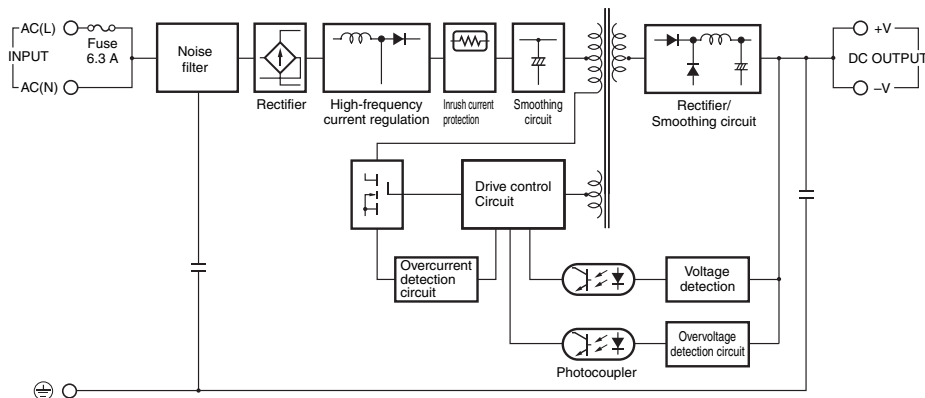 AC(L)
INPUT
AC(N)
Fuse
6.3 A
Noise
filter
Rectifier
High-frequency
current regulation
Inrush current
protection
Smoothing
circuit
Rectifier/
Smoothing circuit
+V
DC OUTPUT
–V
Drive control
Circuit
Overcurrent
detection
circuit
Voltage
detection
Overvoltage
detection circuit
Photocoupler